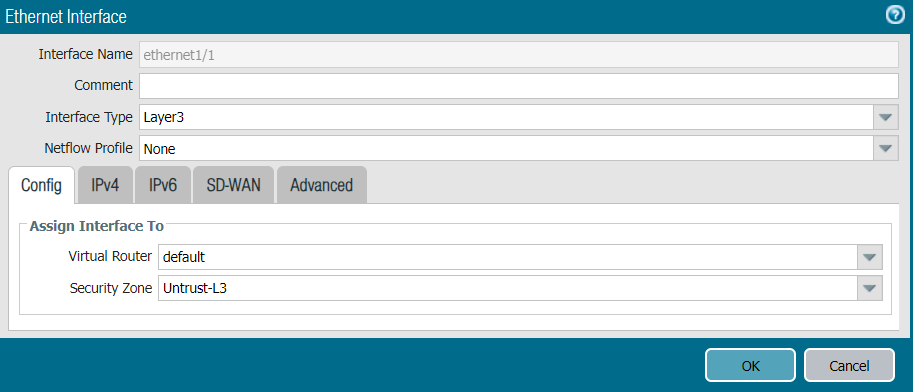 Ethernet Interface
Interface Name ethernet1/1
Comment
Interface Type Layer3
Netflow Profile None
Config IPv4 IPv6 SD-WAN Advanced
Assign Interface To
Virtual Router default
Security Zone Untrust-L3
OK Cancel